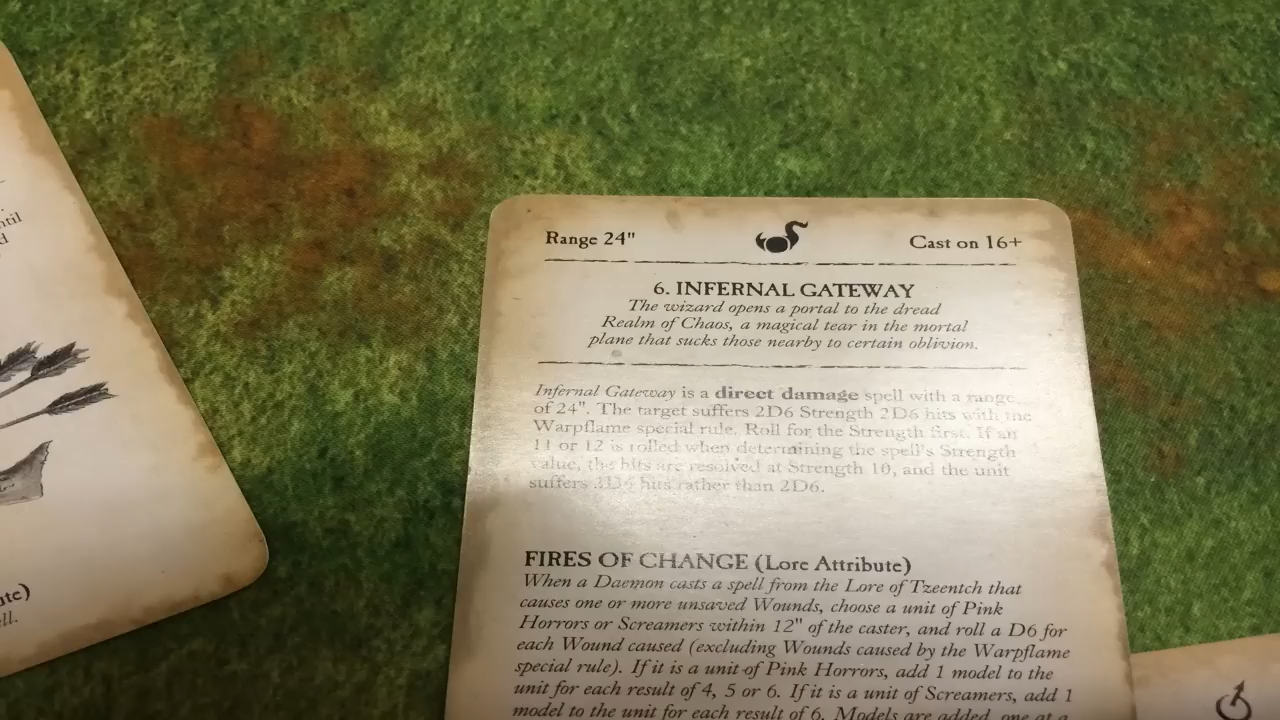 ntil
d
ute)
ell.
Range 24"
Cast on 16+
6. INFERNAL GATEWAY
The wizard opens a portal to the dread
Realm of Chaos, a magical tear in the mortal
plane that sucks those nearby to certain oblivion.
Infernal Gateway is a direct damage spell with a range
of 24". The target suffers 2D6 Strength 2D6 hits with the
Warpflame special rule. Roll for the Strength first. If an
11 or 12 is rolled when determining the spell's Strength
value, the hits are resolved at Strength 10, and the unit
suffers hits rather than 2D6.
FIRES OF CHANGE (Lore Attribute)
When a Daemon casts a spell from the Lore of Tzeentch that
causes one or more unsaved Wounds, choose a unit of Pink
Horrors or Screamers within 12" of the caster, and roll a D6 for
each Wound caused (excluding Wounds caused by the Warpflame
special rule). If it is a unit of Pink Horrors, add 1 model to the
unit for each result of 4, 5 or 6. If it is a unit of Screamers, add 1
model to the unit for each result of 6. Models are added one at a